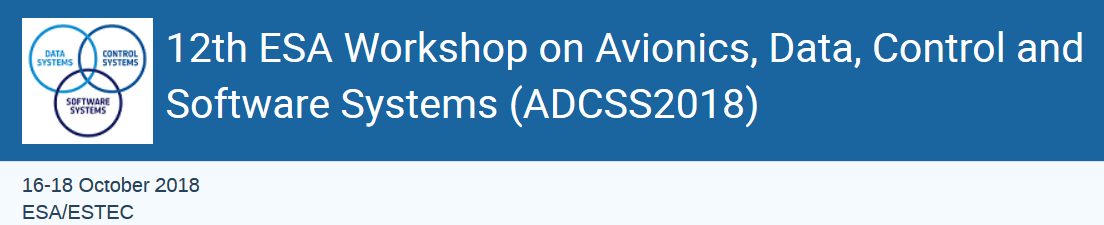 DATA
SYSTEMS
CONTROL
SYSTEMS
SOFTWARE
SYSTEMS
12th ESA Workshop on Avionics, Data, Control and
Software Systems (ADCSS2018)
16-18 October 2018
ESA/ESTEC